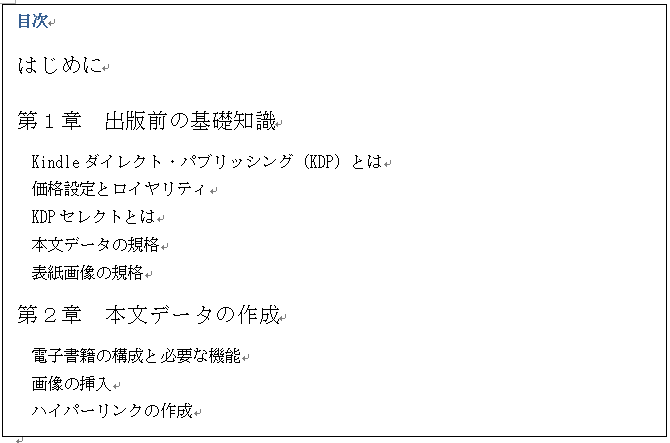 目次
はじめに
第１章　出版前の基礎知識
Kindle ダイレクト・パブリッシング（KDP）とは
価格設定とロイヤリティ
KDP セレクトとは
本文データの規格
表紙画像の規格
第２章　本文データの作成
電子書籍の構成と必要な機能
画像の挿入
ハイパーリンクの作成